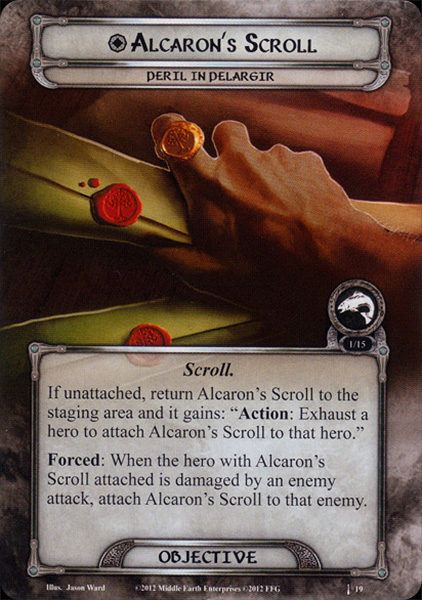 Alcaron's Scroll
Peril in Pelargir
1/15
Scroll.
If unattached, return Alcaron's Scroll to the
staging area and it gains: “Action: Exhaust a
hero to attach Alcaron's Scroll to that hero.”
Forced: When the hero with Alcaron's
Scroll attached is damaged by an enemy
attack, attach Alcaron's Scroll to that enemy.
OBJECTIVE
Illus. Jason Ward ©2012 Middle Earth Enterprises ©2012 FFG 19